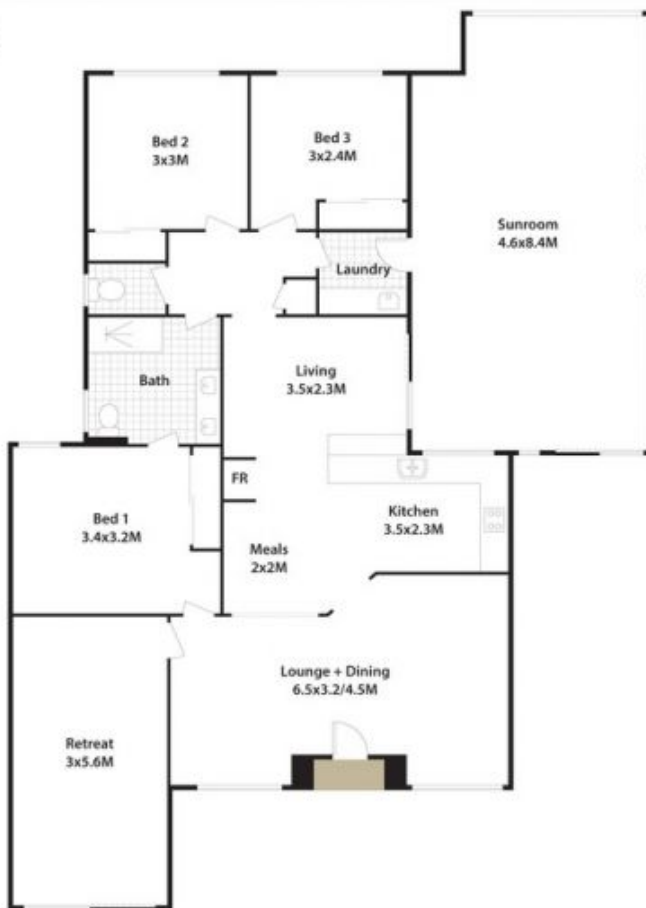 Bed 2
3x3M
Bed 3
3x2.4M
Sunroom
4.6x8.4M
Laundry
Living
3.5x2.3M
Bath
FR
Kitchen
3.5x2.3M
Bed 1
3.4x3.2M
Meals
2x2M
Lounge + Dining
6.5x3.2/4.5M
Retreat
3x5.6M